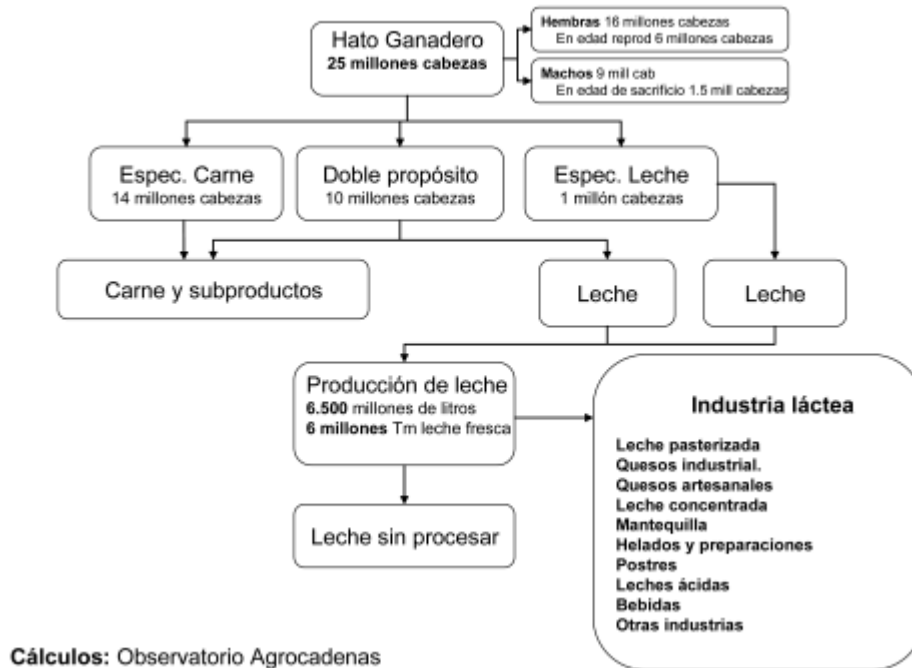 Hato Ganadero
25 millones cabezas
Hembras 16 millones cabezas
En edad reprod 6 millones cabezas
Machos 9 mill cab
En edad de sacrificio 1.5 mill cabezas
Espec. Carne
14 millones cabezas
Doble propósito
10 millones cabezas
Espec. Leche
1 millón cabezas
Carne y subproductos
Leche
Leche
Producción de leche
6.500 millones de litros
6 millones Tm leche fresca
Leche sin procesar
Industria láctea
Leche pasterizada
Quesos industrial.
Quesos artesanales
Leche concentrada
Mantequilla
Helados y preparaciones
Postres
Leches ácidas
Bebidas
Otras industrias
Cálculos: Observatorio Agrocadenas